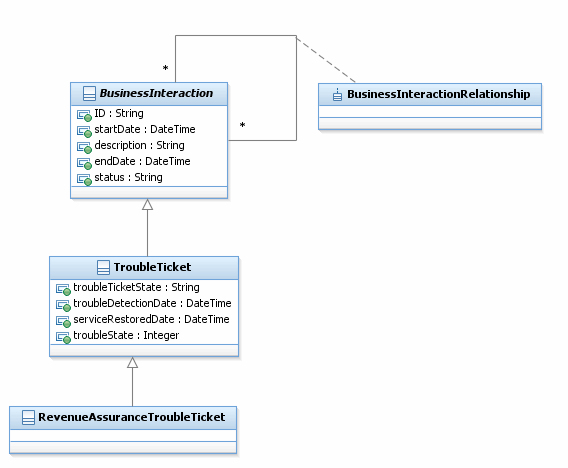 *
BusinessInteraction
BusinessInteractionRelationship
ID : String
startDate : DateTime
*
description : String
endDate : DateTime
status : String
TroubleTicket
troubleTicketState : String
troubleDetectionDate : DateTime
serviceRestoredDate : DateTime
troubleState : Integer
RevenueAssuranceTroubleTicket